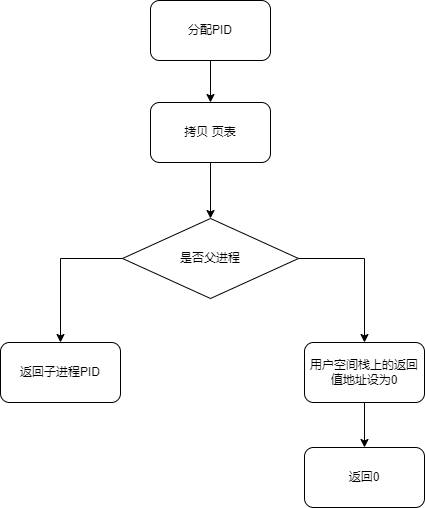 分配PID
拷贝 页表
是否父进程
返回子进程PID
用户空间栈上的返回
值地址设为0
返回0